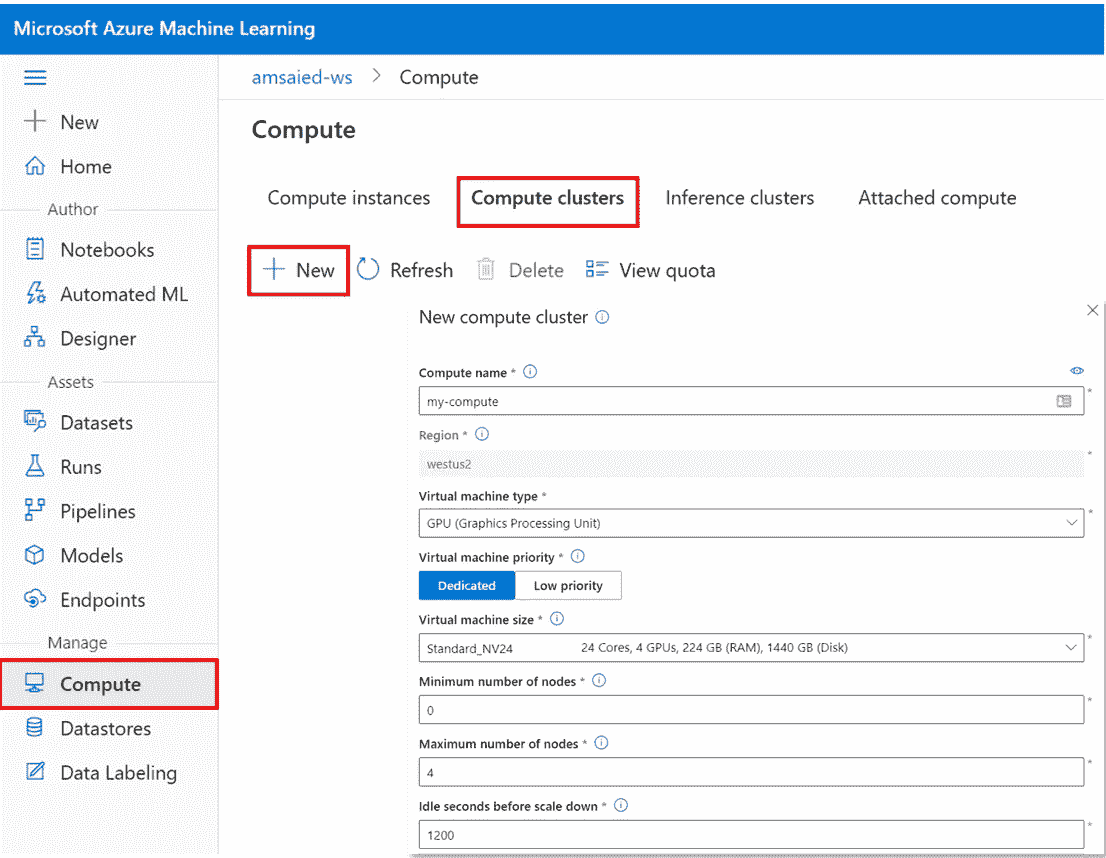 Microsoft Azure Machine Learning
amsaied-ws > Compute
New
Home
Author
Notebooks
Automated ML
Designer
Assets
Datasets
Runs
Pipelines
Models
Endpoints
Manage
Compute
Datastores
Data Labeling
Compute
Compute instances Compute clusters Inference clusters Attached compute
New Refresh Delete View quota
New compute cluster
Compute name *
my-compute
Region *
westus2
Virtual machine type *
GPU (Graphics Processing Unit)
Virtual machine priority *
Dedicated Low priority
Virtual machine size *
Standard_NV24 24 Cores, 4 GPUs, 224 GB (RAM), 1440 GB (Disk)
Minimum number of nodes *
0
Maximum number of nodes *
4
Idle seconds before scale down *
1200